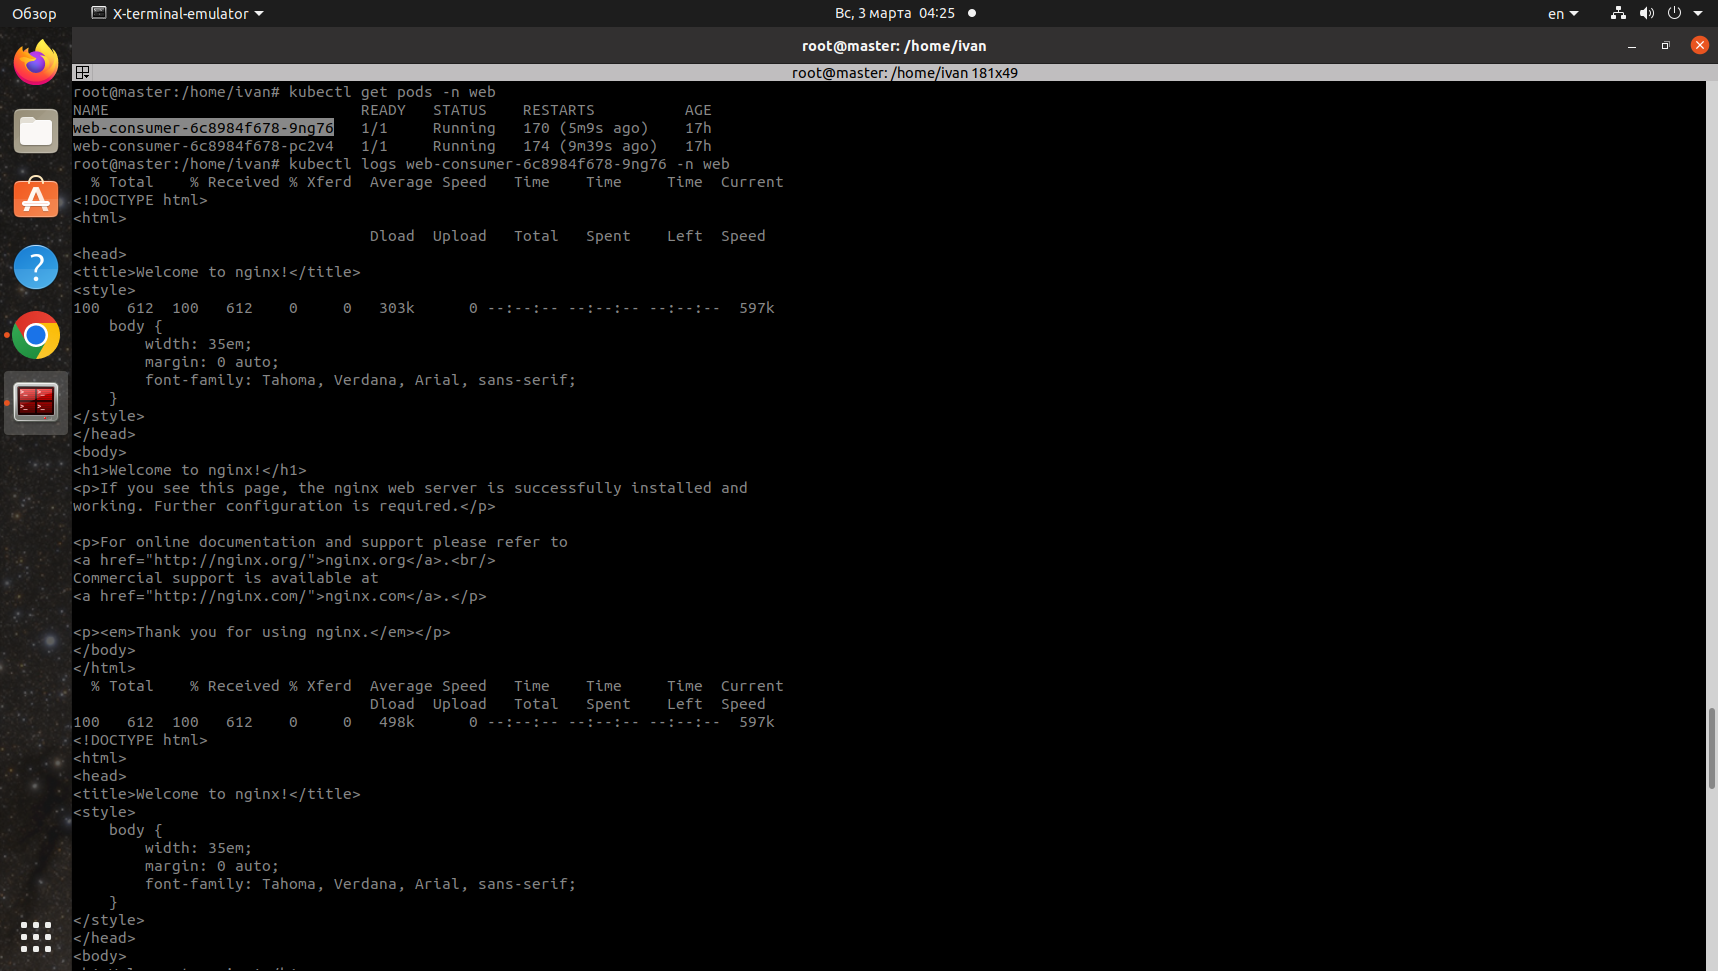 Обзор
X-terminal-emulator
Вс, 3 марта 04:25
en
root@master: /home/ivan
root@master: /home/ivan 181x49
root@master:/home/ivan# kubectl get pods -n web
NAME READY STATUS RESTARTS AGE
web-consumer-6c8984f678-9ng76 1/1 Running 170 (5m9s ago) 17h
web-consumer-6c8984f678-pc2v4 1/1 Running 174 (9m39s ago) 17h
root@master:/home/ivan# kubectl logs web-consumer-6c8984f678-9ng76 -n web
% Total % Received % Xferd Average Speed Time Time Time Current
<!DOCTYPE html>
<html>
Dload Upload Total Spent Left Speed
<head>
<title>Welcome to nginx!</title>
<style>
100 612 100 612 0 0 303k 0 --:--:-- --:--:-- --:--:-- 597k
body {
width: 35em;
margin: 0 auto;
font-family: Tahoma, Verdana, Arial, sans-serif;
}
</style>
</head>
<body>
<h1>Welcome to nginx!</h1>
<p>If you see this page, the nginx web server is successfully installed and
working. Further configuration is required.</p>
<p>For online documentation and support please refer to
<a href="http://nginx.org/">nginx.org</a>.<br/>
Commercial support is available at
<a href="http://nginx.com/">nginx.com</a>.</p>
<p><em>Thank you for using nginx.</em></p>
</body>
</html>
% Total % Received % Xferd Average Speed Time Time Time Current
Dload Upload Total Spent Left Speed
100 612 100 612 0 0 498k 0 --:--:-- --:--:-- --:--:-- 597k
<!DOCTYPE html>
<html>
<head>
<title>Welcome to nginx!</title>
<style>
body {
width: 35em;
margin: 0 auto;
font-family: Tahoma, Verdana, Arial, sans-serif;
}
</style>
</head>
<body>